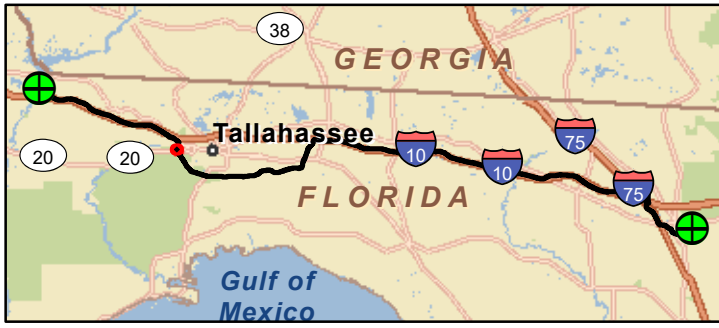 38
GEORGIA
75
Tallahassee
20
20
10
10
75
FLORIDA
Gulf of
Mexico